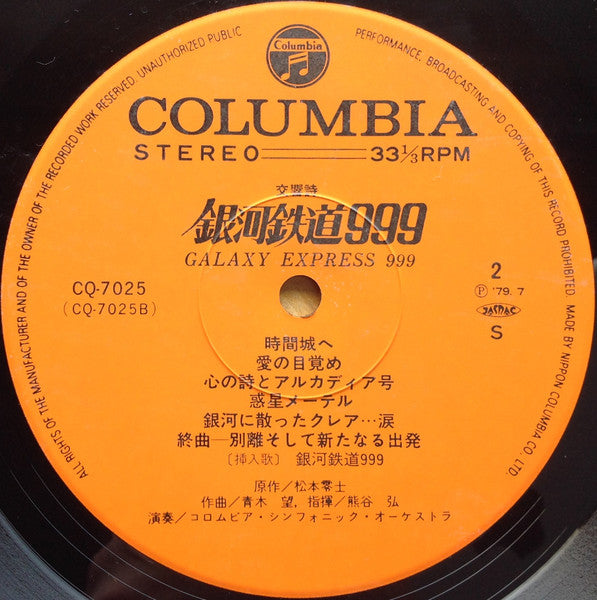 ALL RIGHTS OF THE MANUFACTURER AND OF THE OWNER OF THE RECORDED WORK RESERVED. UNAUTHORIZED PUBLIC PERFORMANCE, BROADCASTING AND COPYING OF THIS RECORD PROHIBITED. MADE BY NIPPON COLUMBIA CO., LTD.
Columbia
COLUMBIA
STEREO 33⅓RPM
交響詩
銀河鉄道999
GALAXY EXPRESS 999
CQ-7025
(CQ-7025B)
2
Ⓟ '79. 7
JASRAC
S
時間城へ
愛の目覚め
心の詩とアルカディア号
惑星メーテル
銀河に散ったクレア…涙
終曲―別離そして新たなる出発
[挿入歌] 銀河鉄道999
原作/松本零士
作曲/青木 望, 指揮/熊谷 弘
演奏/コロムビア・シンフォニック・オーケストラ